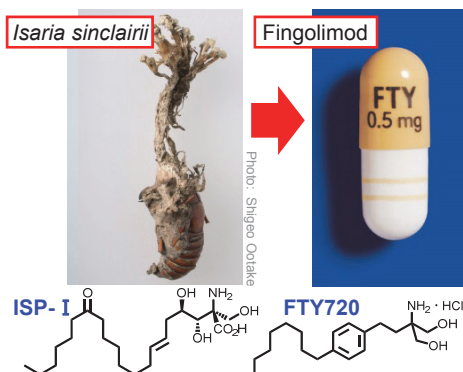 Isaria sinclairii
Fingolimod
FTY
0.5 mg
Photo: Shigeo Ootake
ISP-I
O
OH
NH₂
OH
CO₂H
OH
FTY720
NH₂ · HCl
OH
OH